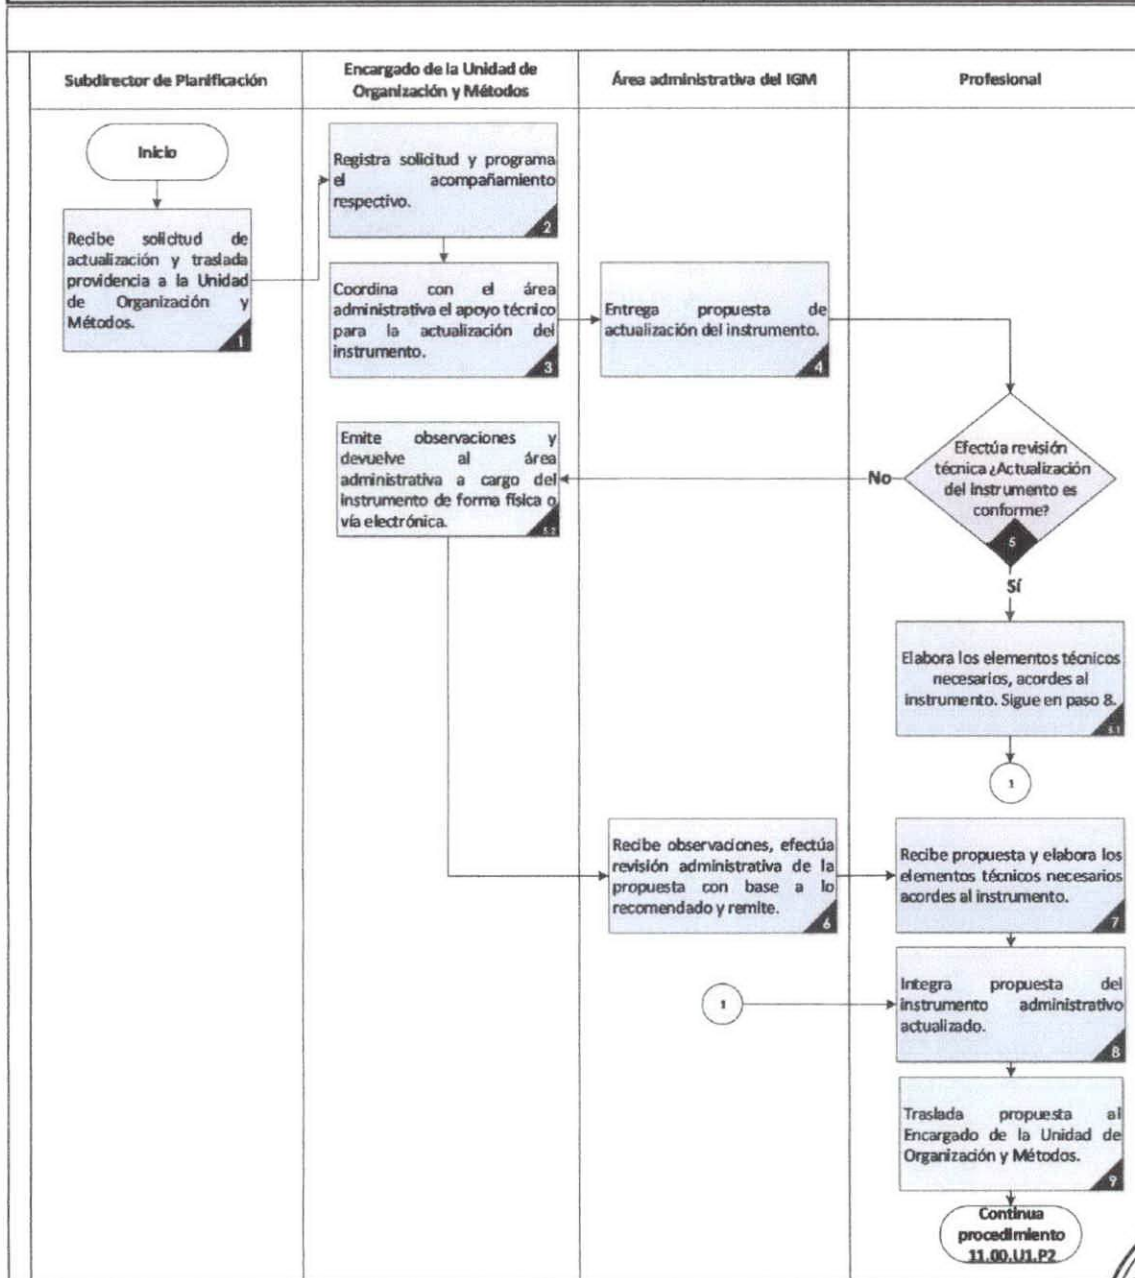 Subdirector de Planificación
Encargado de la Unidad de
Organización y Métodos
Área administrativa del IGM
Profesional
Inicio
Recibe solicitud de
actualización y traslada
providencia a la Unidad
de Organización y
Métodos.
1
Registra solicitud y programa
el acompañamiento
respectivo.
2
Coordina con el área
administrativa el apoyo técnico
para la actualización del
instrumento.
3
Entrega propuesta de
actualización del instrumento.
4
Efectúa revisión
técnica ¿Actualización
del instrumento es
conforme?
5
No
Emite observaciones y
devuelve al área
administrativa a cargo del
instrumento de forma física o
vía electrónica.
5.2
Sí
Elabora los elementos técnicos
necesarios, acordes al
instrumento. Sigue en paso 8.
5.1
1
Recibe observaciones, efectúa
revisión administrativa de la
propuesta con base a lo
recomendado y remite.
6
Recibe propuesta y elabora los
elementos técnicos necesarios
acordes al instrumento.
7
1
Integra propuesta del
instrumento administrativo
actualizado.
8
Traslada propuesta al
Encargado de la Unidad de
Organización y Métodos.
9
Continua
procedimiento
11.00.U1.P2